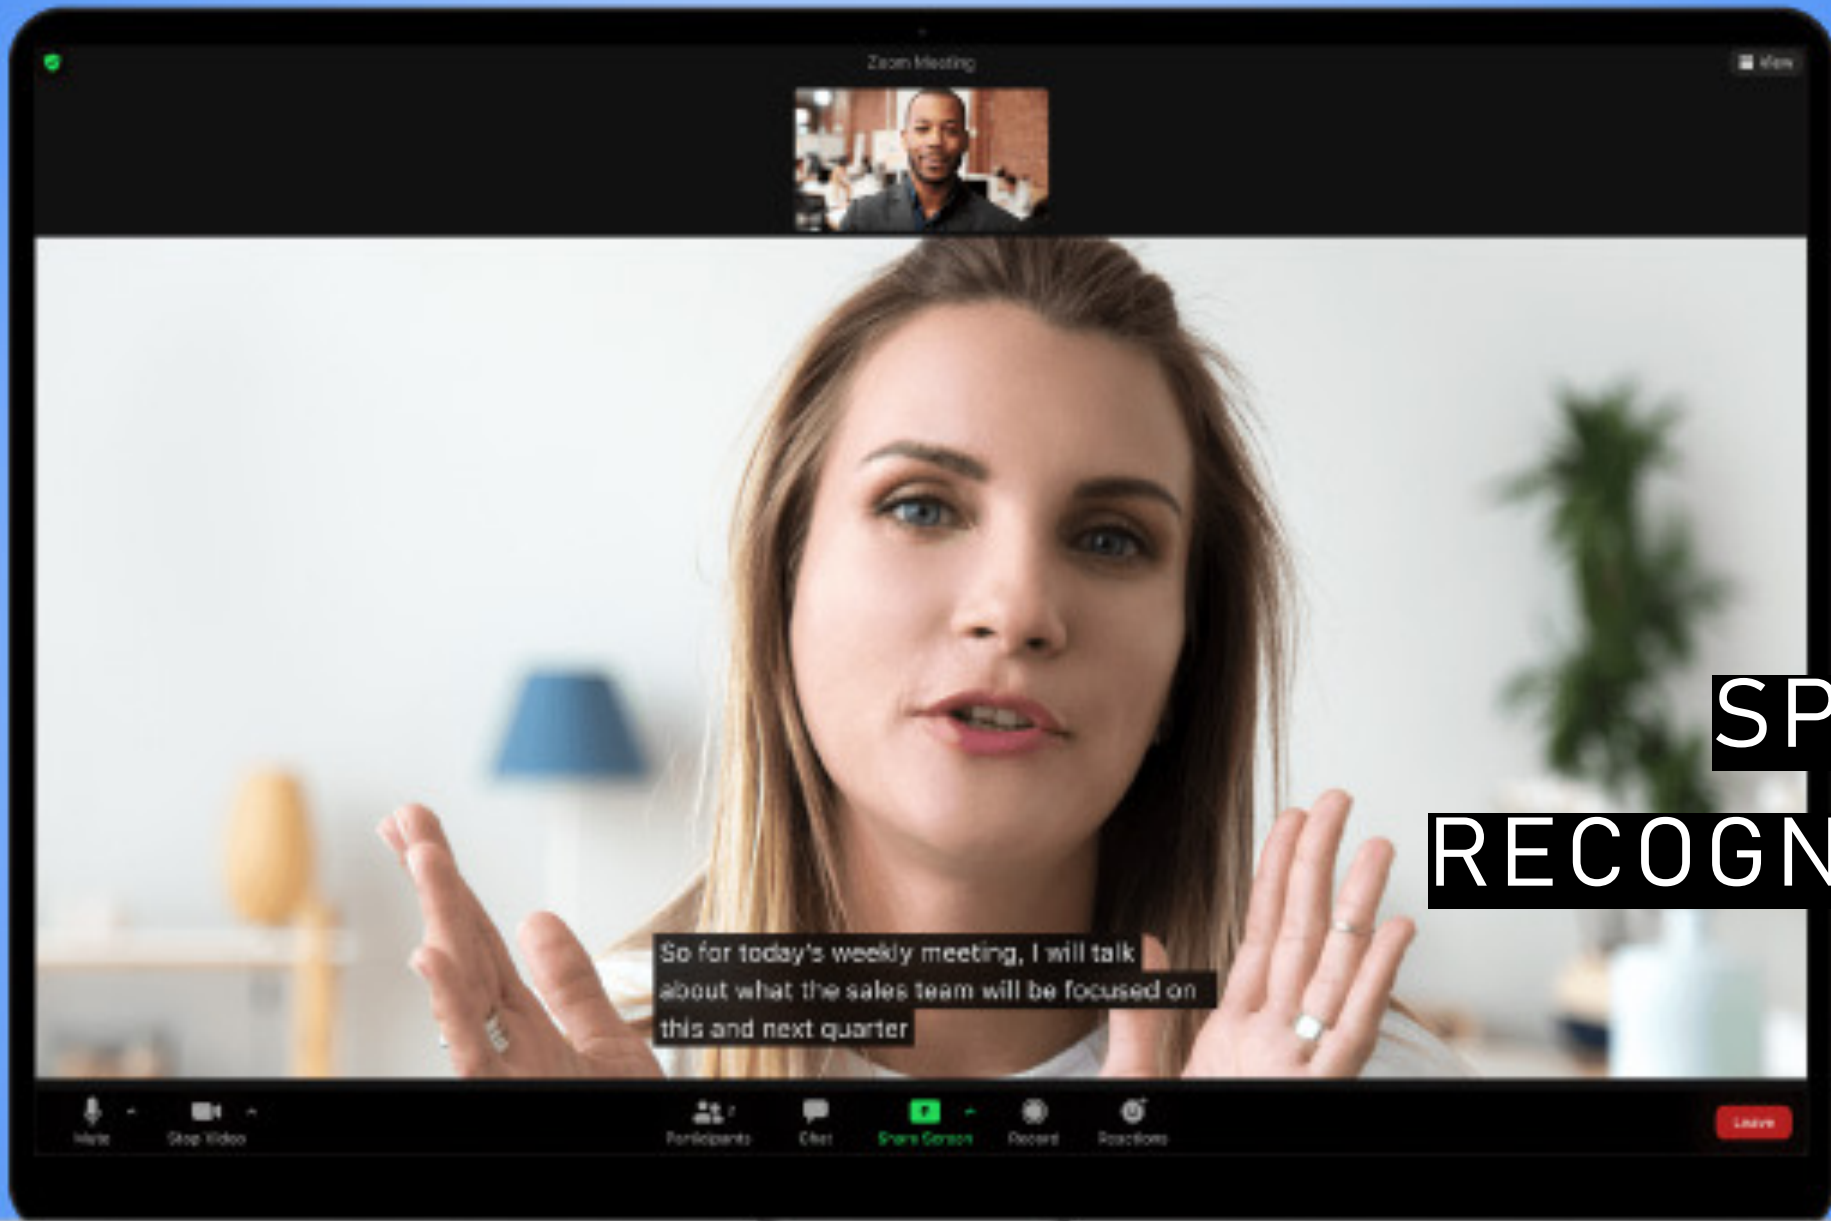 Zoom Meeting
View
SP
RECOGN
So for today's weekly meeting, I will talk
about what the sales team will be focused on
this and next quarter
Mute
Stop Video
Participants
Chat
Share Screen
Record
Reactions
Leave